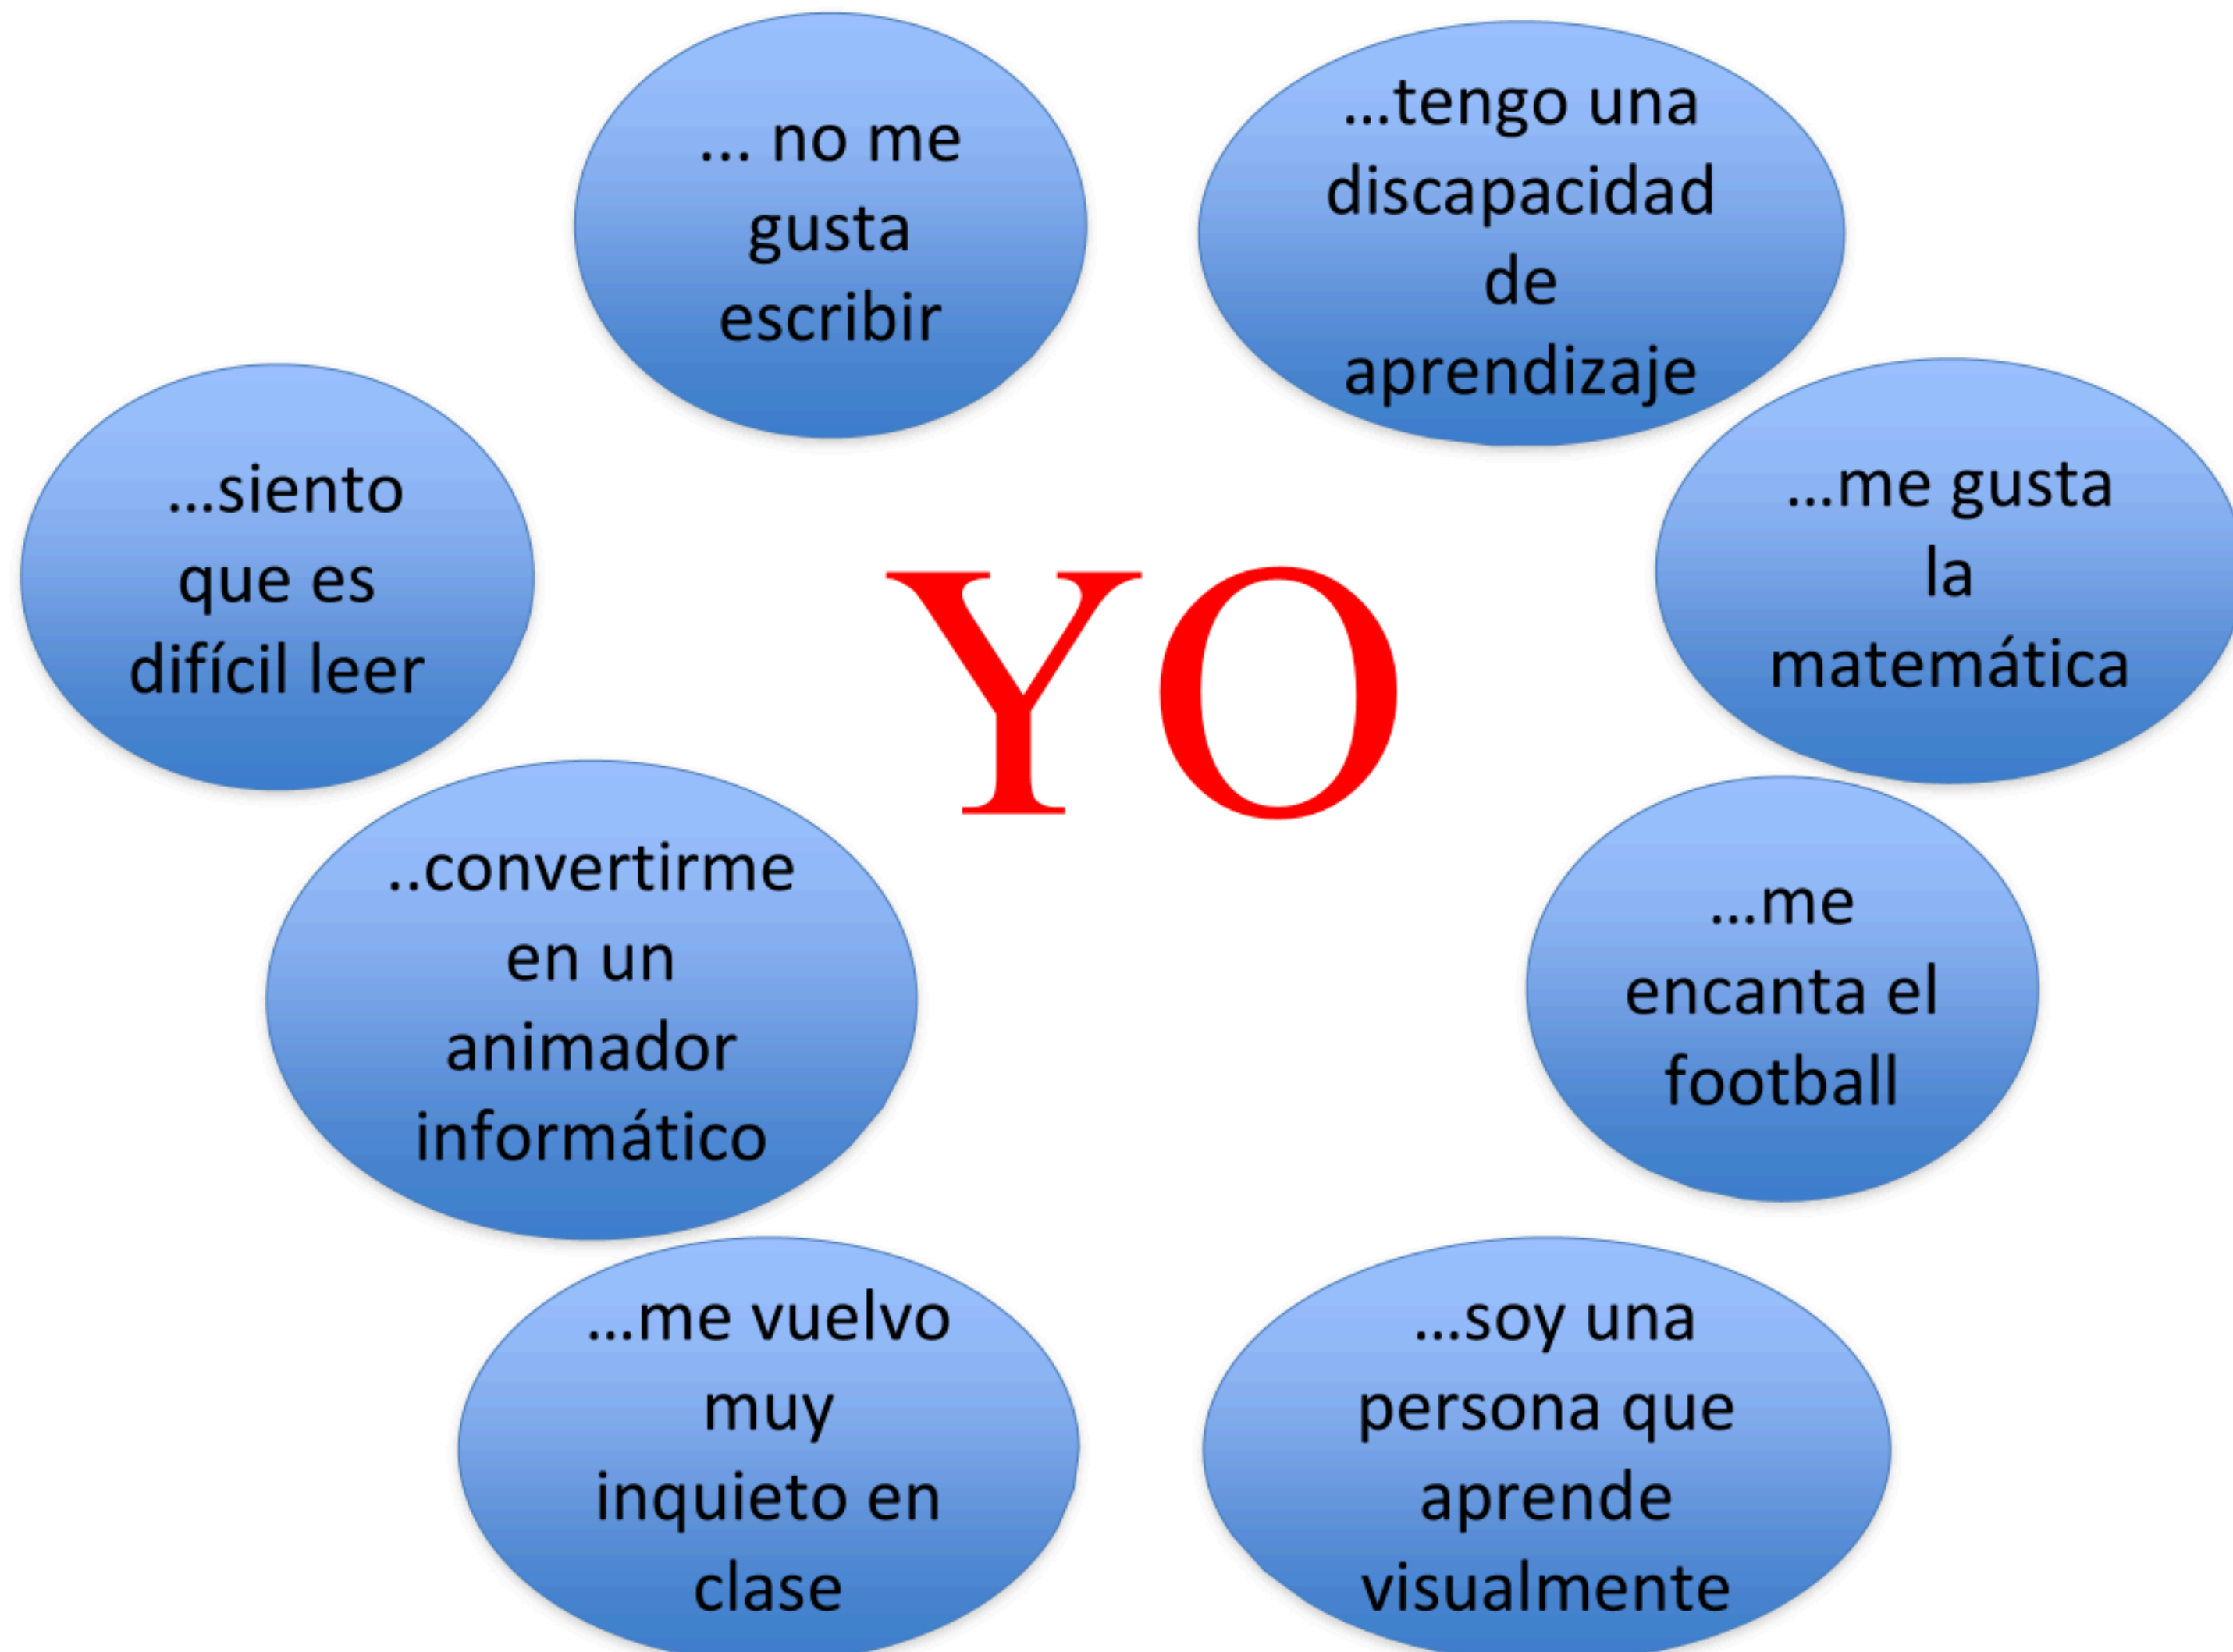 ... no me
gusta
escribir
...tengo una
discapacidad
de
aprendizaje
...siento
que es
difícil leer
YO
...me gusta
la
matemática
..convertirme
en un
animador
informático
...me
encanta el
football
...me vuelvo
muy
inquieto en
clase
...soy una
persona que
aprende
visualmente